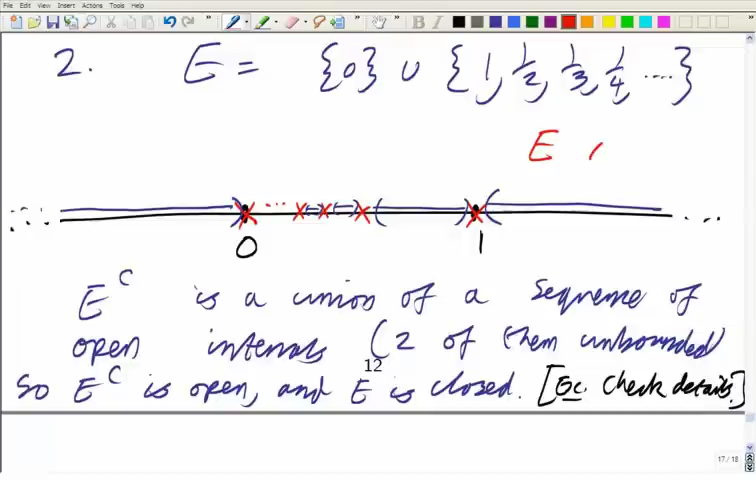 File Edit View Insert Actions Tools Help
B I
2. E = {0} ∪ {1, 1/2, 1/3, 1/4, ....}
E
0 1
E^C is a union of a sequence of
open intervals (2 of them unbounded)
12
So E^C is open, and E is closed. [Ex. Check details.]
17 / 18